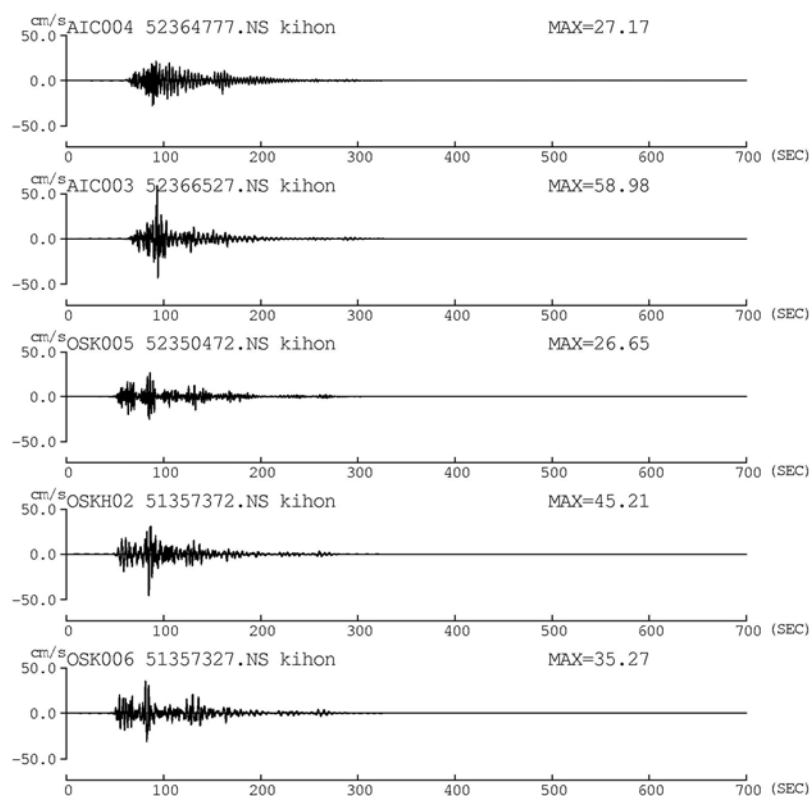 cm/s AIC004 52364777.NS kihon MAX=27.17
50.0
0.0
-50.0
0 100 200 300 400 500 600 700 (SEC)
cm/s AIC003 52366527.NS kihon MAX=58.98
50.0
0.0
-50.0
0 100 200 300 400 500 600 700 (SEC)
cm/s OSK005 52350472.NS kihon MAX=26.65
50.0
0.0
-50.0
0 100 200 300 400 500 600 700 (SEC)
cm/s OSKH02 51357372.NS kihon MAX=45.21
50.0
0.0
-50.0
0 100 200 300 400 500 600 700 (SEC)
cm/s OSK006 51357327.NS kihon MAX=35.27
50.0
0.0
-50.0
0 100 200 300 400 500 600 700 (SEC)